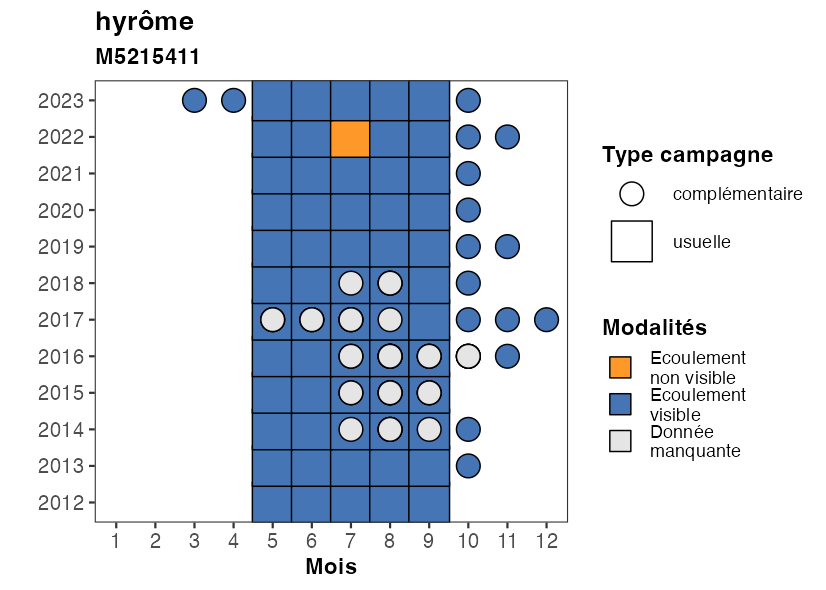 hyrôme
M5215411
2023
2022
2021
2020
2019
2018
2017
2016
2015
2014
2013
2012
1 2 3 4 5 6 7 8 9 10 11 12
Mois
Type campagne
complémentaire
usuelle
Modalités
Ecoulement
non visible
Ecoulement
visible
Donnée
manquante